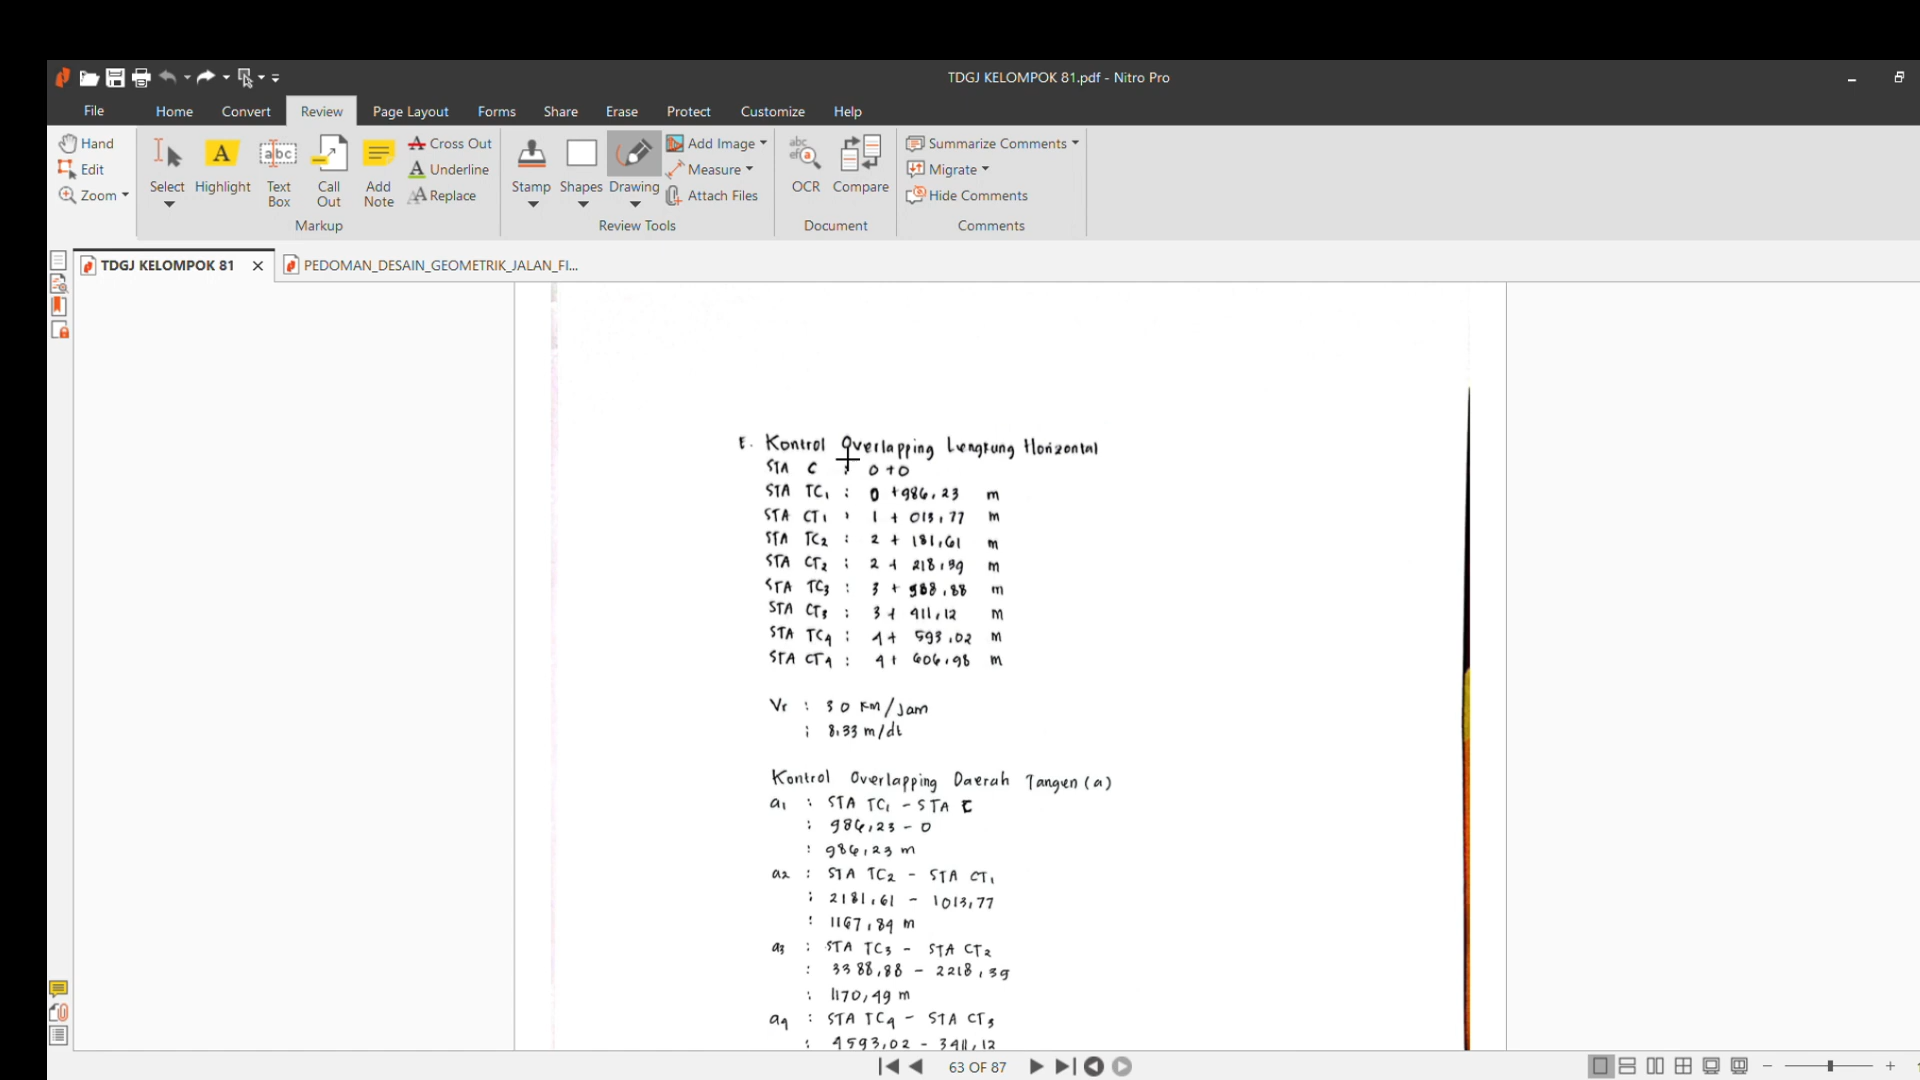 TDGJ KELOMPOK 81.pdf - Nitro Pro
File Home Convert Review Page Layout Forms Share Erase Protect Customize Help
Hand
Edit
Zoom
Select
Highlight
Text Box
Call Out
Add Note
Cross Out
Underline
Replace
Markup
Stamp
Shapes
Drawing
Add Image
Measure
Attach Files
Review Tools
OCR
Compare
Document
Summarize Comments
Migrate
Hide Comments
Comments
TDGJ KELOMPOK 81
PEDOMAN_DESAIN_GEOMETRIK_JALAN_FI...
E. Kontrol Overlapping Lengkung Horizontal
STA C : 0+0
STA TC1 : 0 +986,23 m
STA CT1 : 1 + 013,77 m
STA TC2 : 2 + 181,61 m
STA CT2 : 2 + 218,39 m
STA TC3 : 3 + 388,88 m
STA CT3 : 3 + 411,12 m
STA TC4 : 4+ 593,02 m
STA CT4 : 4+ 606,98 m
Vr : 30 km/jam
: 8,33 m/dt
Kontrol Overlapping Daerah Tangen (a)
a1 : STA TC1 - STA C
: 986,23 - 0
: 986,23 m
a2 : STA TC2 - STA CT1
: 2181,61 - 1013,77
: 1167,84 m
a3 : STA TC3 - STA CT2
: 3388,88 - 2218,39
: 1170,49 m
a4 : STA TC4 - STA CT3
: 4593,02 - 3411,12
63 OF 87